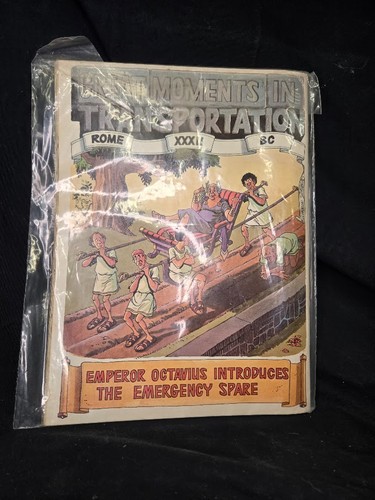 MOMENTS IN
TRANSPORTATION
ROME XXXII BC
EMPEROR OCTAVIUS INTRODUCES
THE EMERGENCY SPARE